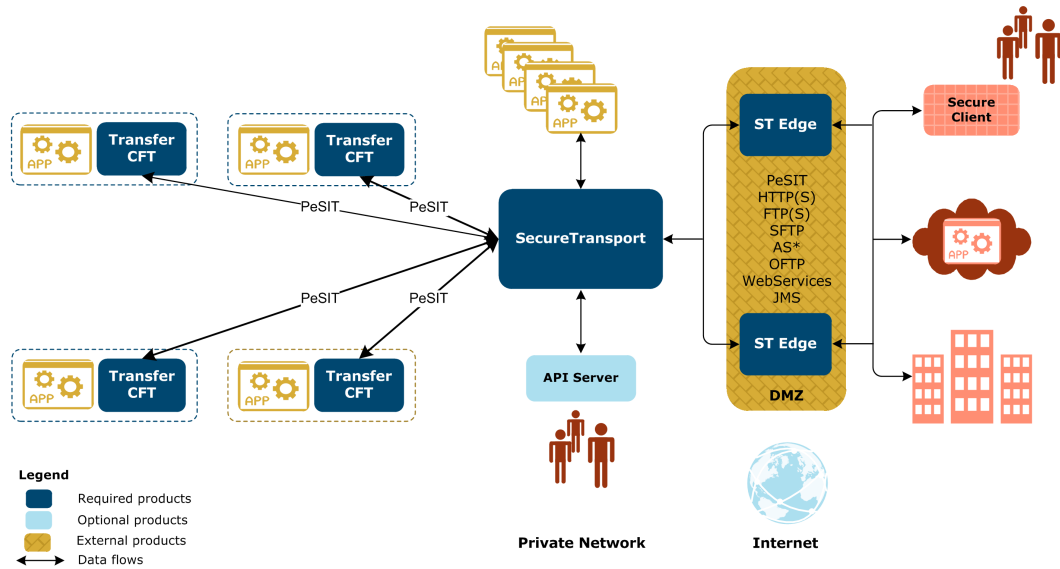 APP
Transfer
CFT
APP
Transfer
CFT
PeSIT
PeSIT
APP
SecureTransport
PeSIT
PeSIT
APP
Transfer
CFT
APP
Transfer
CFT
API Server
ST Edge
PeSIT
HTTP(S)
FTP(S)
SFTP
AS*
OFTP
WebServices
JMS
ST Edge
DMZ
Secure
Client
APP
Legend
Required products
Optional products
External products
Data flows
Private Network
Internet